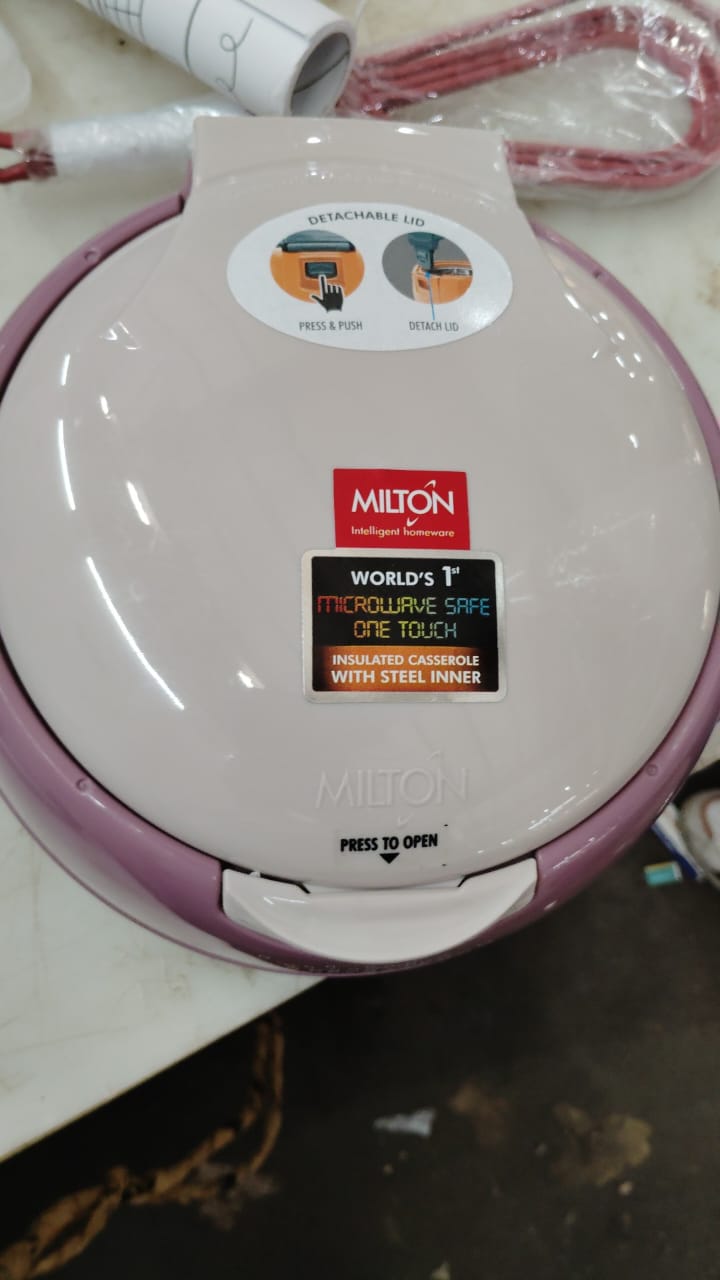 DETACHABLE LID
PRESS & PUSH
DETACH LID
MILTON
Intelligent homeware
WORLD'S 1st
MICROWAVE SAFE
ONE TOUCH
INSULATED CASSEROLE
WITH STEEL INNER
MILTON
PRESS TO OPEN